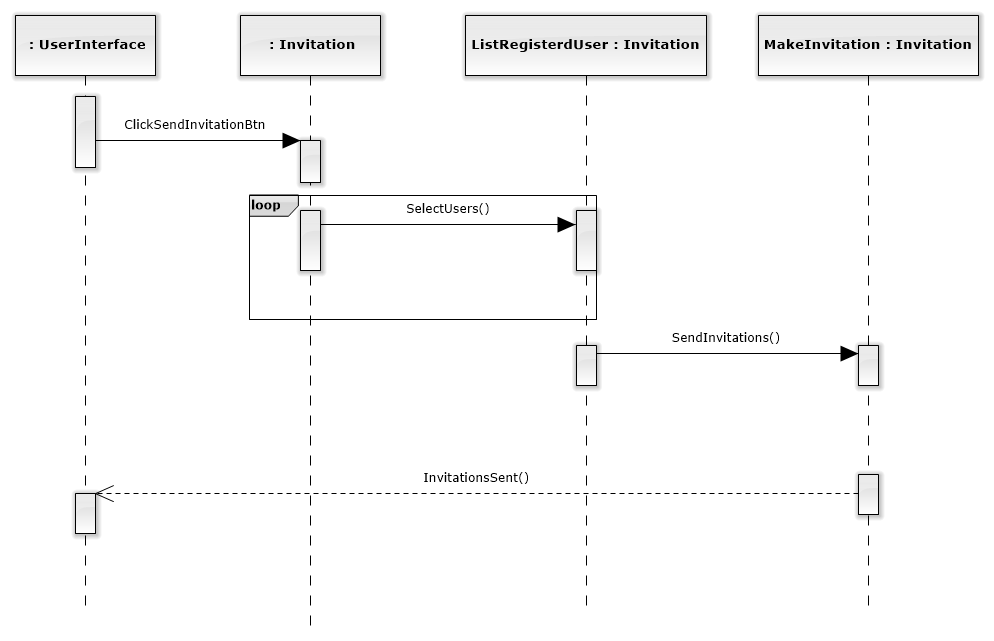 : UserInterface
: Invitation
ListRegisterdUser : Invitation
MakeInvitation : Invitation
ClickSendInvitationBtn
loop
SelectUsers()
SendInvitations()
InvitationsSent()